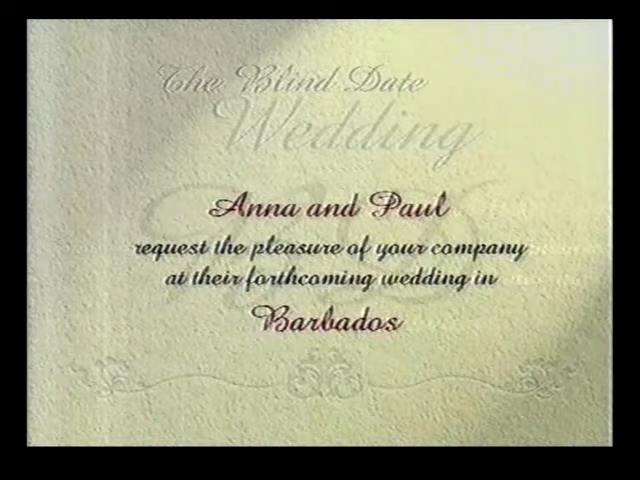 The Blind Date
Wedding
Anna and Paul
request the pleasure of your company
at their forthcoming wedding in
Barbados